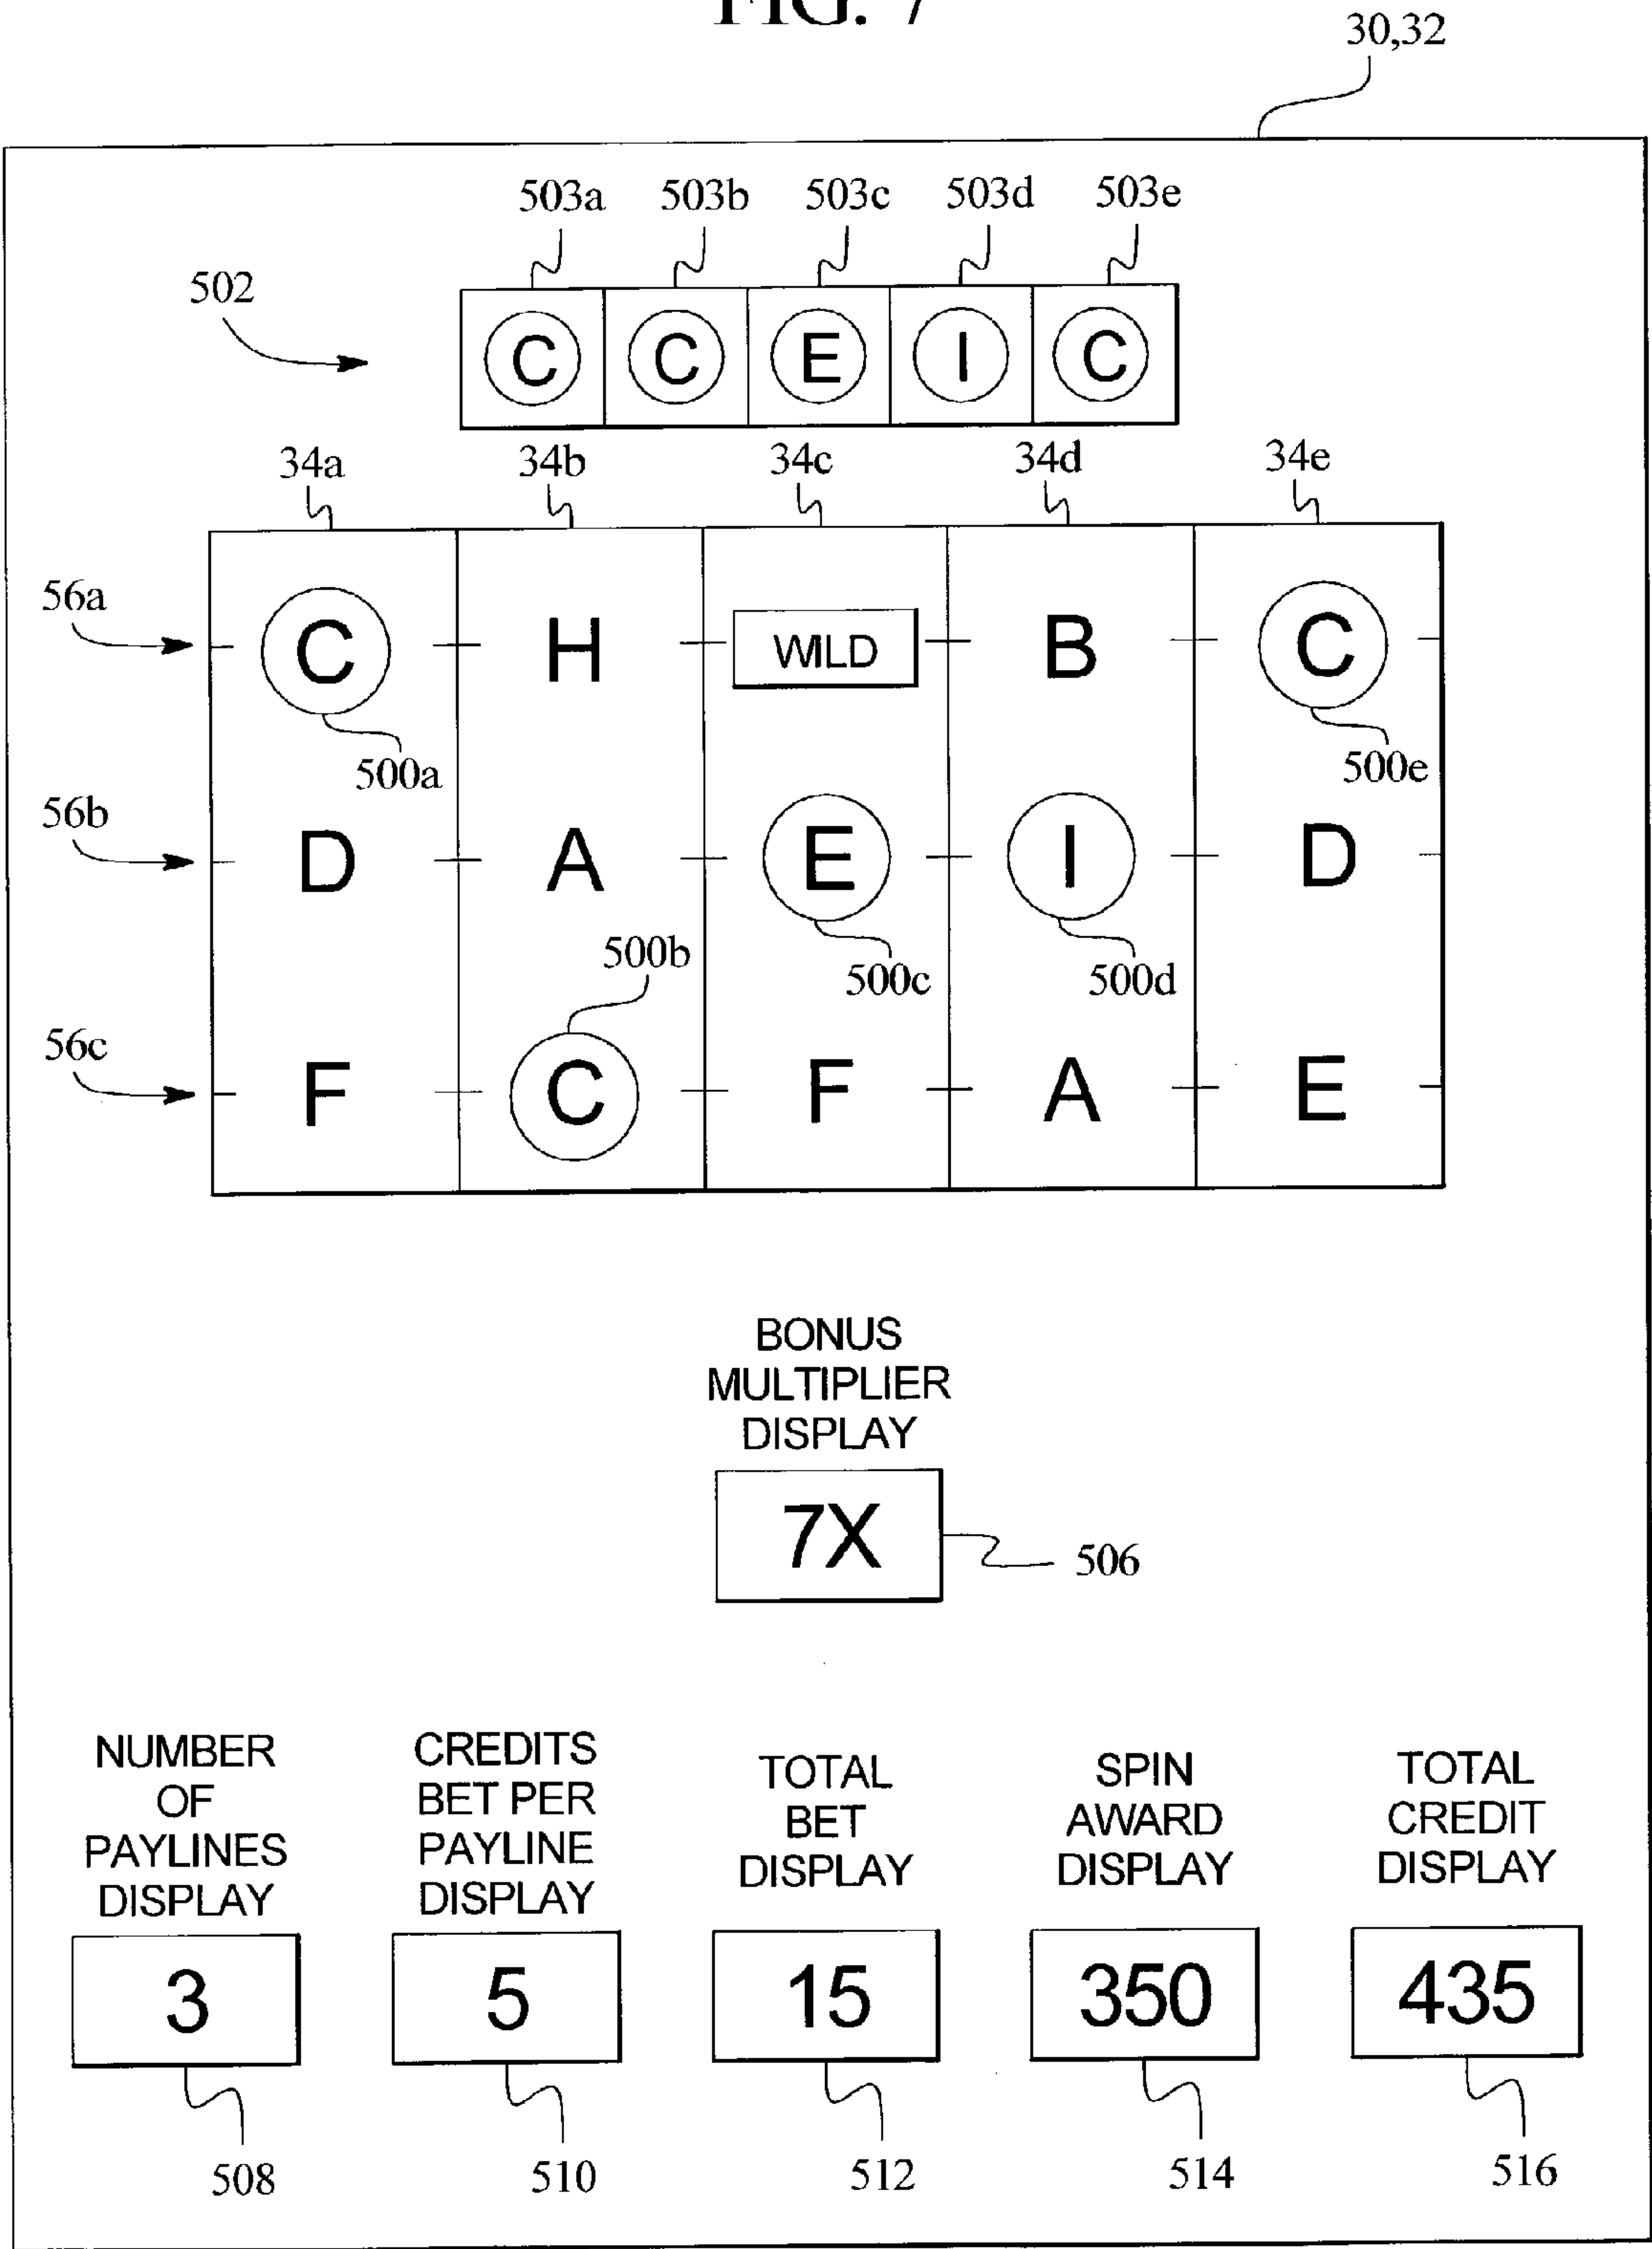 FIG. 7
30,32
503a 503b 503c 503d 503e
502
C C E I C
34a 34b 34c 34d 34e
56a
C H WILD B C
500a 500e
56b
D A E I D
500b 500c 500d
56c
F C F A E
BONUS
MULTIPLIER
DISPLAY
7X
506
NUMBER
OF
PAYLINES
DISPLAY
3
508
CREDITS
BET PER
PAYLINE
DISPLAY
5
510
TOTAL
BET
DISPLAY
15
512
SPIN
AWARD
DISPLAY
350
514
TOTAL
CREDIT
DISPLAY
435
516